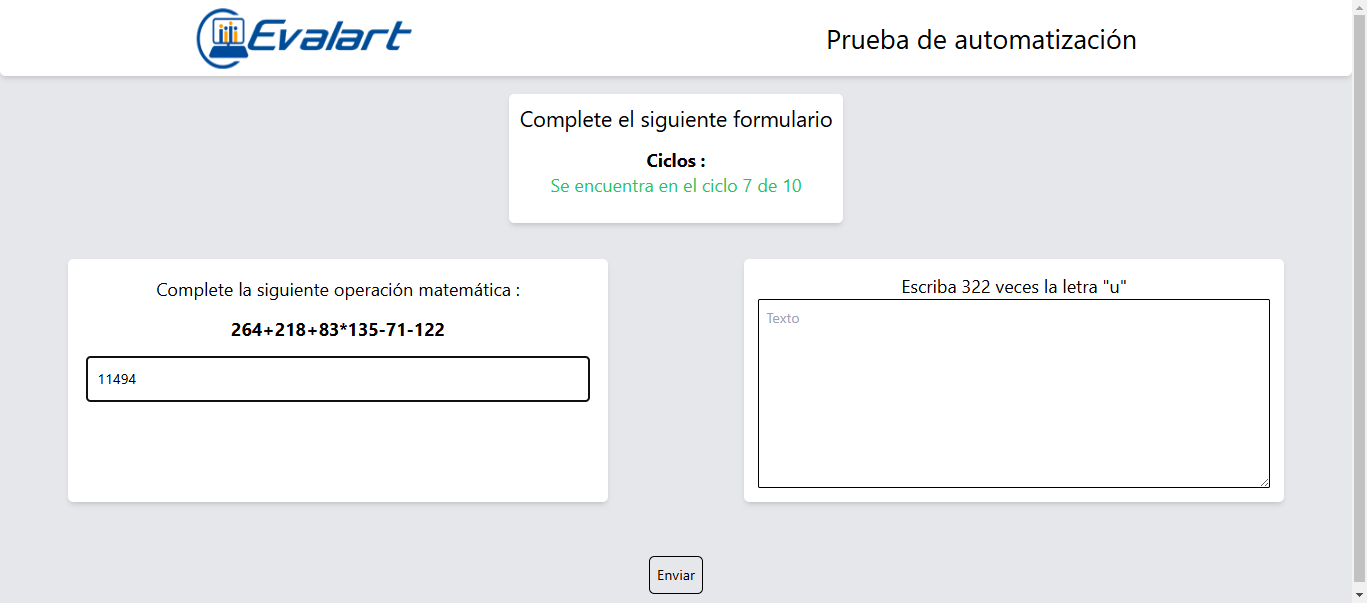 Evalart
Prueba de automatización
Complete el siguiente formulario
Ciclos :
Se encuentra en el ciclo 7 de 10
Complete la siguiente operación matemática :
264+218+83*135-71-122
11494
Escriba 322 veces la letra "u"
Texto
Enviar